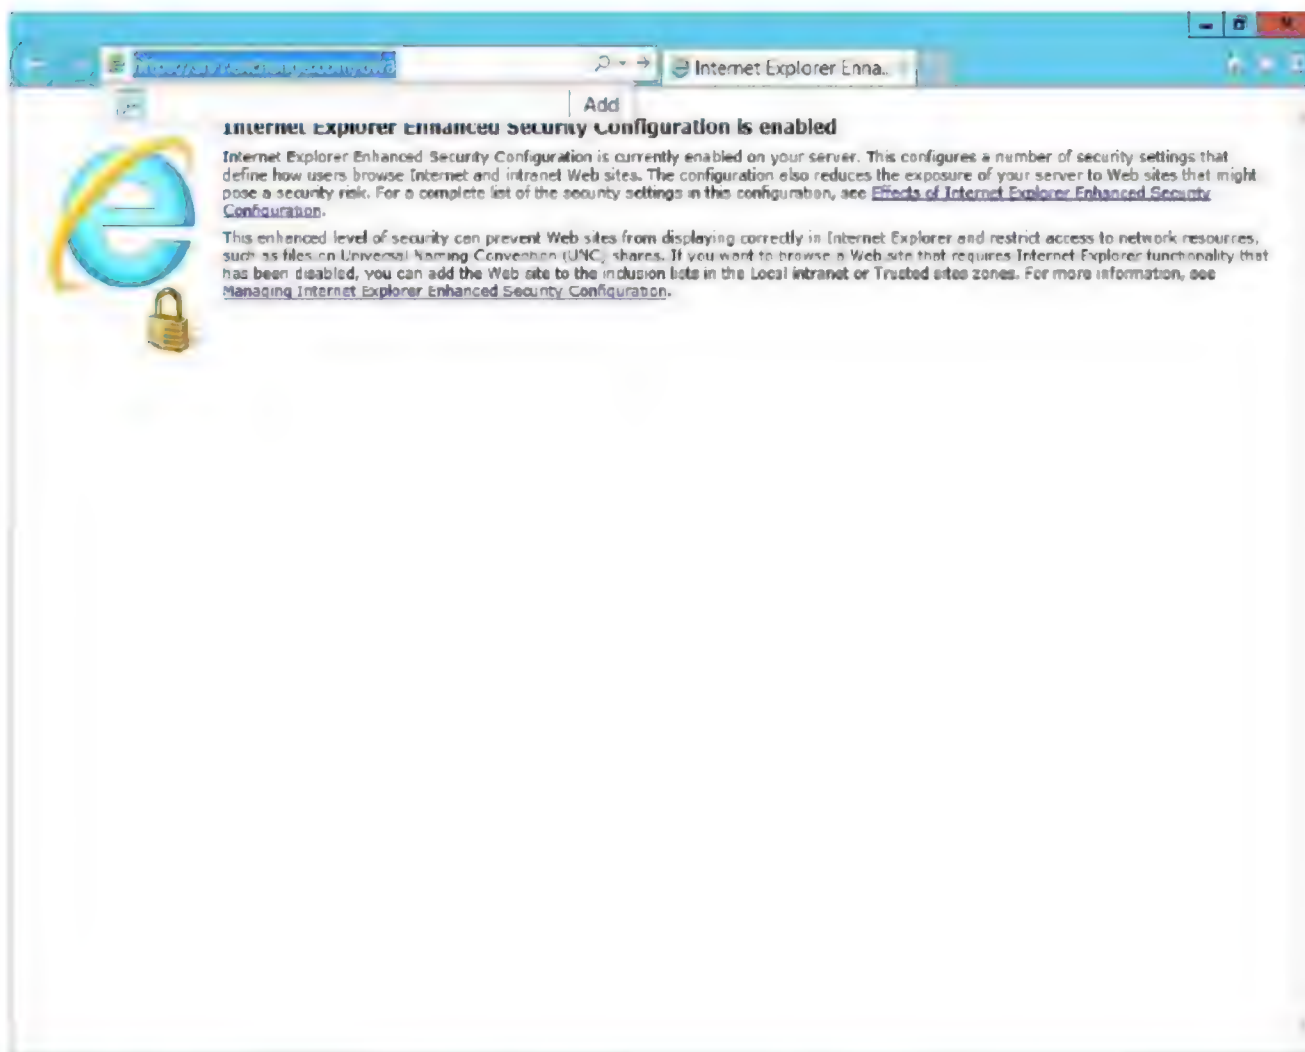 Internet Explorer Enha..
Add
Internet Explorer Enhanced Security Configuration is enabled
Internet Explorer Enhanced Security Configuration is currently enabled on your server. This configures a number of security settings that
define how users browse Internet and intranet Web sites. The configuration also reduces the exposure of your server to Web sites that might
pose a security risk. For a complete list of the security settings in this configuration, see Effects of Internet Explorer Enhanced Security
Configuration.
This enhanced level of security can prevent Web sites from displaying correctly in Internet Explorer and restrict access to network resources,
such as files on Universal Naming Convention (UNC) shares. If you want to browse a Web site that requires Internet Explorer functionality that
has been disabled, you can add the Web site to the inclusion lists in the Local intranet or Trusted sites zones. For more information, see
Managing Internet Explorer Enhanced Security Configuration.